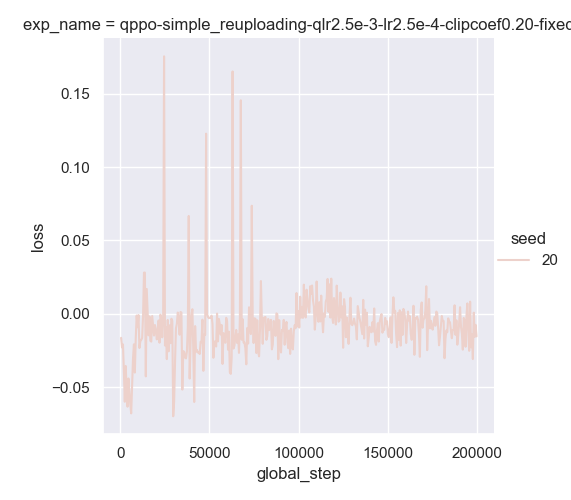 exp_name = qppo-simple_reuploading-qlr2.5e-3-lr2.5e-4-clipcoef0.20-fixed
0.15
0.10
0.05
0.00
−0.05
loss
0
50000
100000
150000
200000
global_step
seed
20